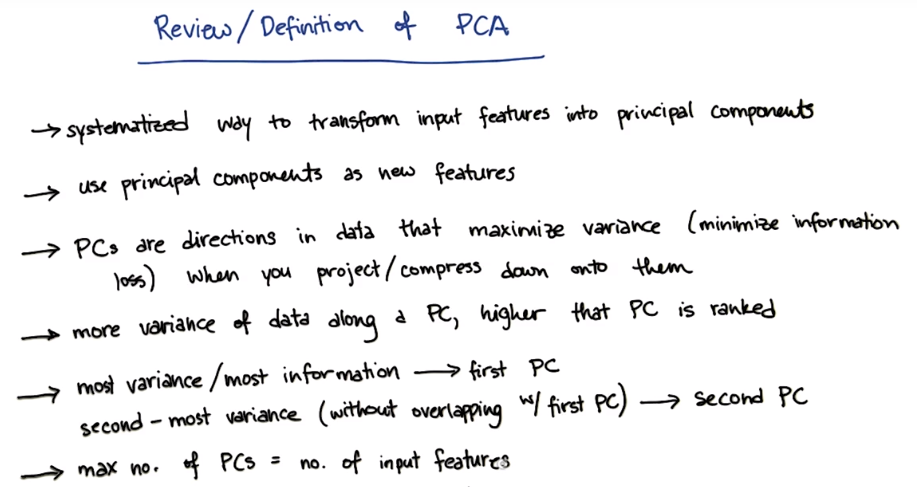 Review/Definition of PCA
→ systematized way to transform input features into principal components
→ use principal components as new features
→ PCs are directions in data that maximize variance (minimize information
loss) when you project/compress down onto them
→ more variance of data along a PC, higher that PC is ranked
→ most variance/most information → first PC
second-most variance (without overlapping w/ first PC) → second PC
→ max no. of PCs = no. of input features